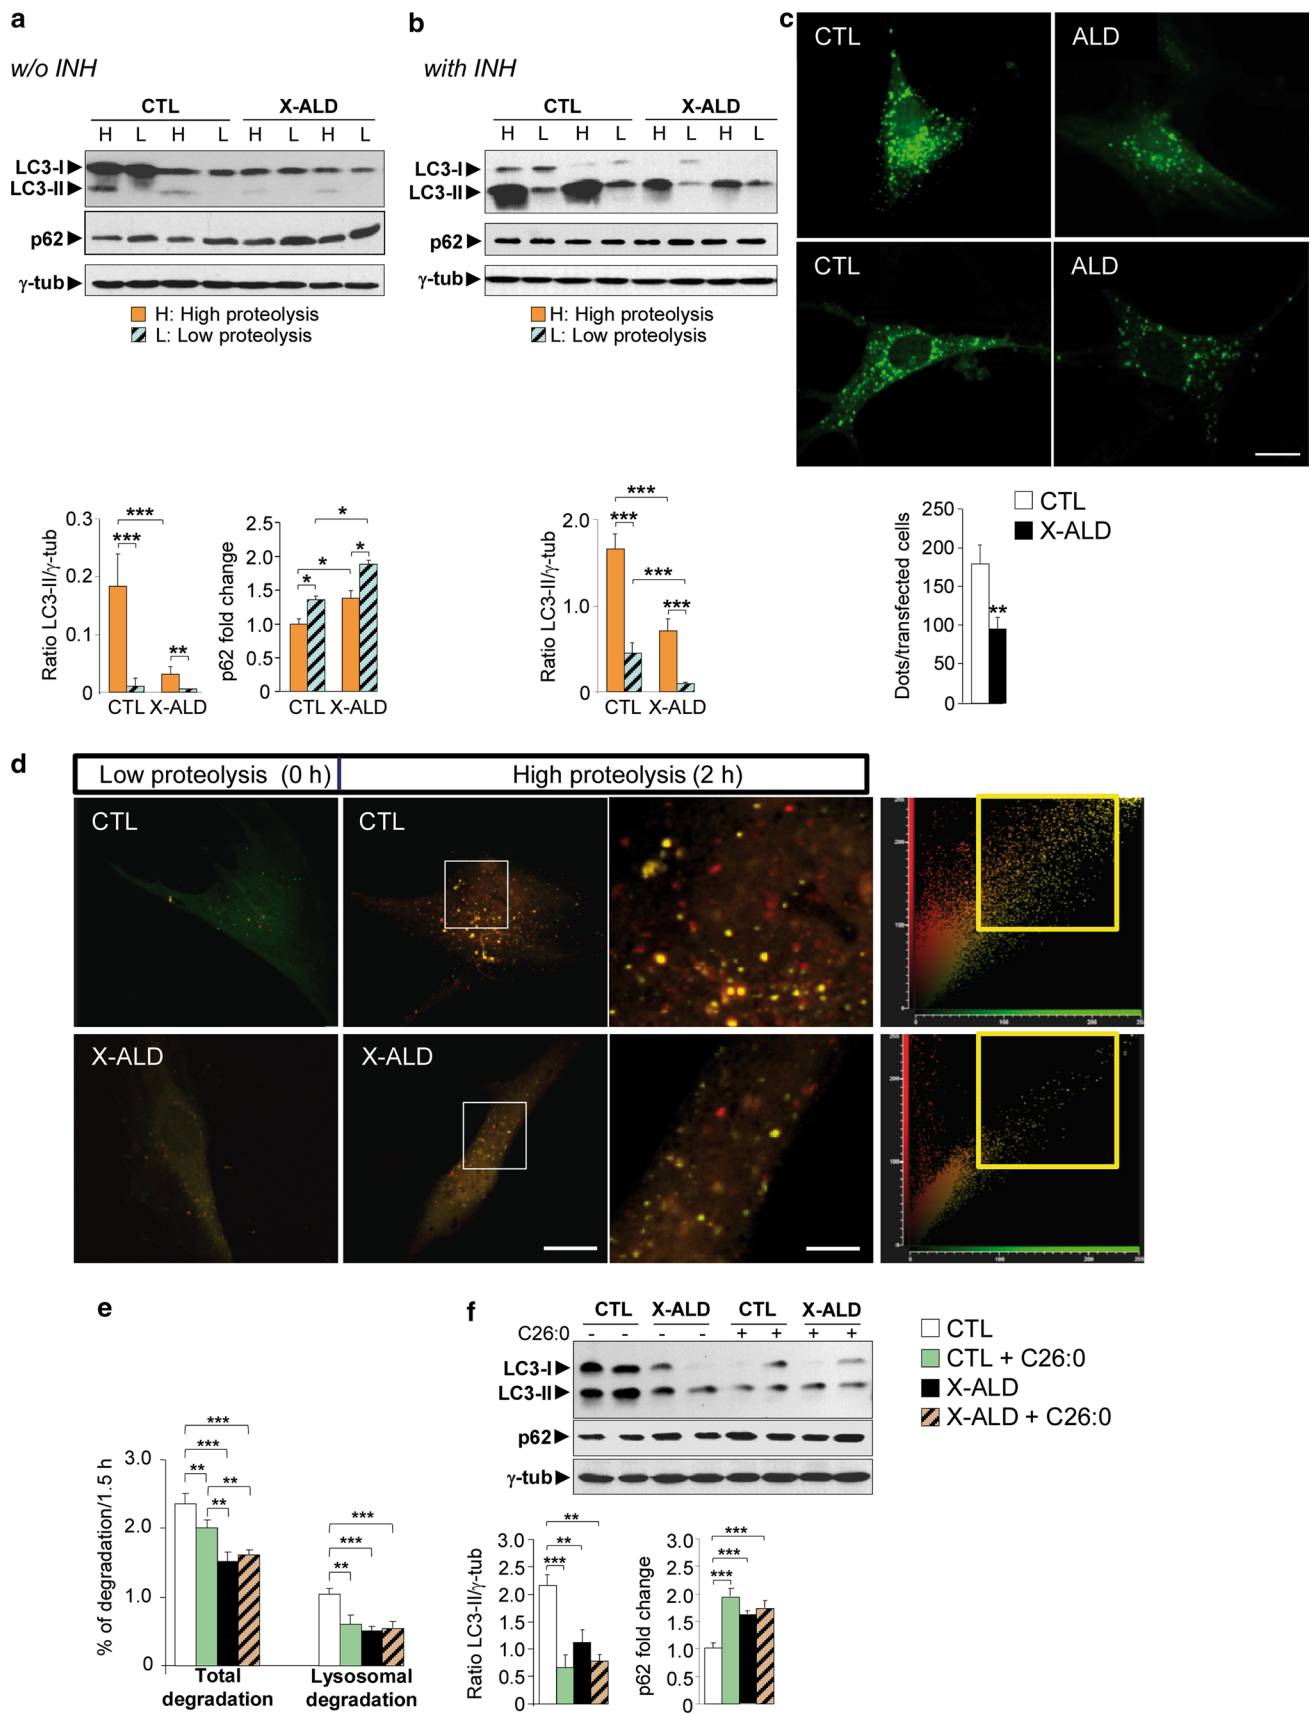 a
w/o INH
CTL X-ALD
H L H L H L H L
LC3-I
LC3-II
p62
γ-tub
H: High proteolysis
L: Low proteolysis
Ratio LC3-II/γ-tub
0.3
0.2
0.1
0
***
***
**
CTL X-ALD
p62 fold change
2.5
2.0
1.5
1.0
0.5
0
*
*
*
*
CTL X-ALD
b
with INH
CTL X-ALD
H L H L H L H L
LC3-I
LC3-II
p62
γ-tub
H: High proteolysis
L: Low proteolysis
Ratio LC3-II/γ-tub
2.0
1.0
0
***
***
***
***
CTL X-ALD
c
CTL
ALD
CTL
ALD
CTL
X-ALD
Dots/transfected cells
250
200
150
100
50
0
**
d
Low proteolysis (0 h)
High proteolysis (2 h)
CTL
CTL
X-ALD
X-ALD
e
% of degradation/1.5 h
3.0
2.0
1.0
0
***
***
**
**
**
***
***
**
Total
degradation
Lysosomal
degradation
f
CTL X-ALD CTL X-ALD
C26:0 - - - - + + + +
LC3-I
LC3-II
p62
γ-tub
CTL
CTL + C26:0
X-ALD
X-ALD + C26:0
Ratio LC3-II/γ-tub
3.0
2.5
2.0
1.5
1.0
0.5
0
**
**
***
p62 fold change
3.0
2.5
2.0
1.5
1.0
0.5
0
***
***
***